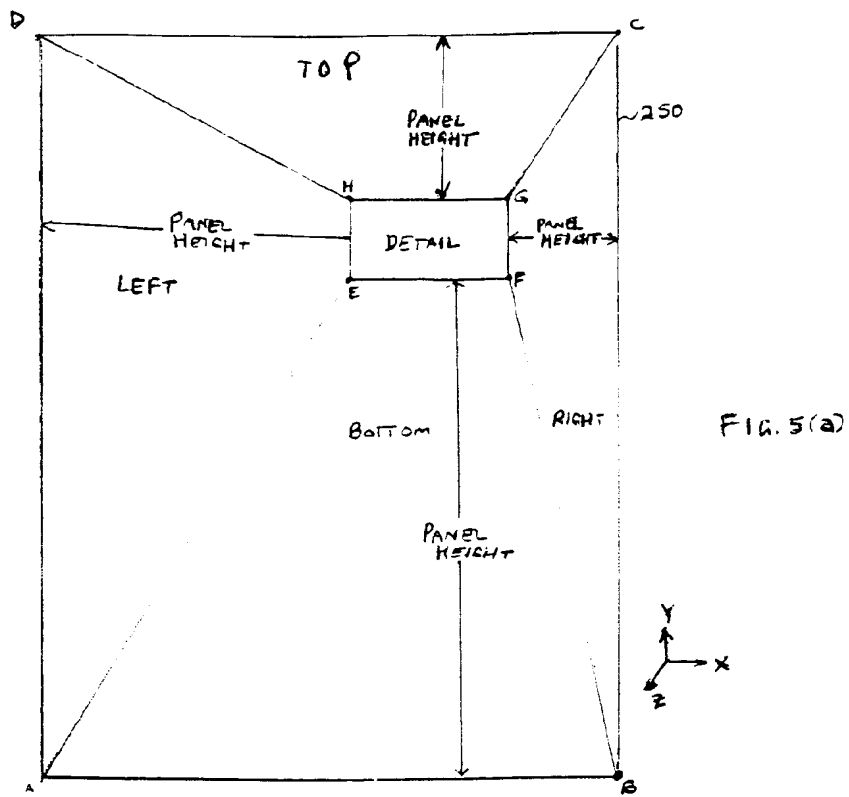 D
C
TOP
250
PANEL
HEIGHT
H
G
PANEL
HEIGHT
DETAIL
PANEL
HEIGHT
LEFT
E
F
BOTTOM
RIGHT
FIG. 5(a)
PANEL
HEIGHT
Y
X
Z
A
B